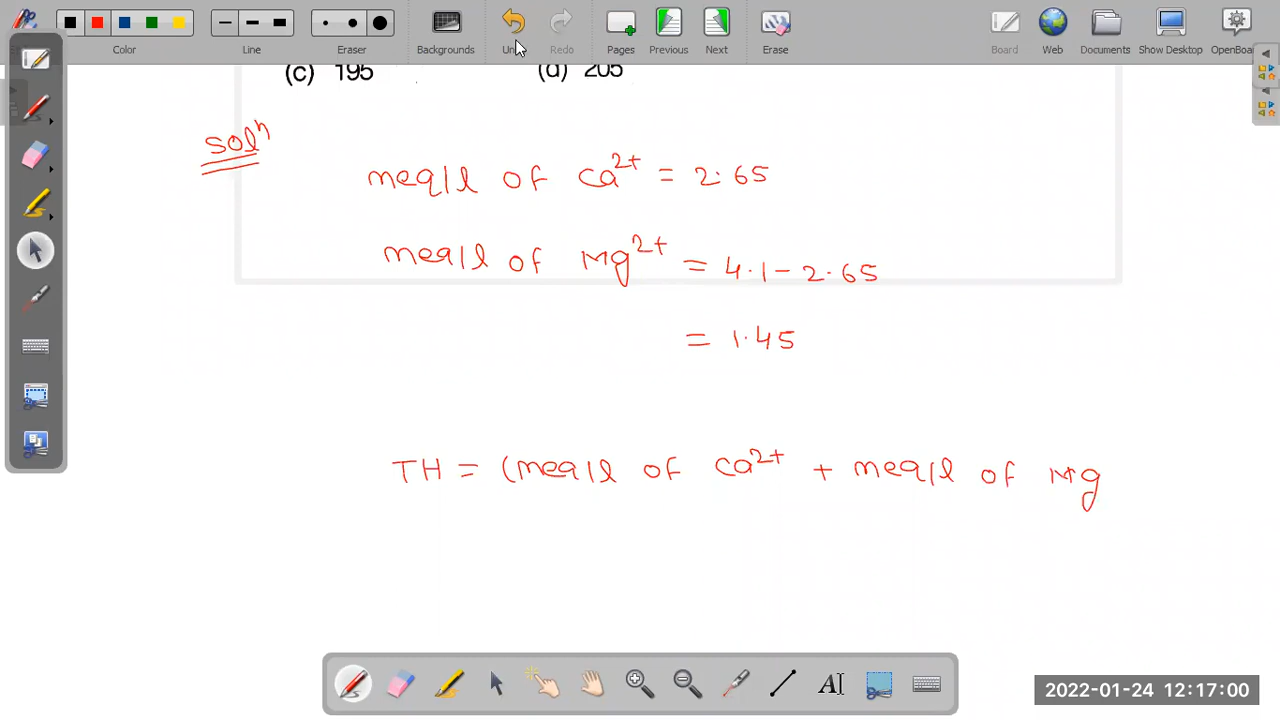 Color
Line
Eraser
Backgrounds
Undo
Redo
Pages
Previous
Next
Erase
Board
Web
Documents
Show Desktop
OpenBoa
(c) 195 (d) 205
Solⁿ
meq/l of Ca²⁺ = 2.65
meq/l of Mg²⁺ = 4.1 - 2.65
= 1.45
TH = (meq/l of Ca²⁺ + meq/l of Mg
2022-01-24 12:17:00